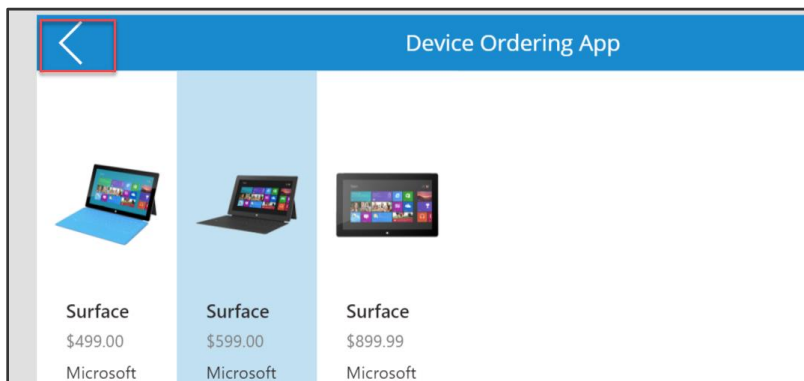 Device Ordering App
Surface
$499.00
Microsoft
Surface
$599.00
Microsoft
Surface
$899.99
Microsoft